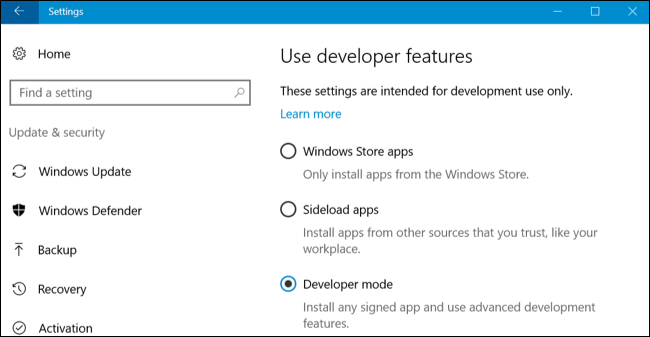 Settings
Home
Find a setting
Update & security
Windows Update
Windows Defender
Backup
Recovery
Activation
Use developer features
These settings are intended for development use only.
Learn more
Windows Store apps
Only install apps from the Windows Store.
Sideload apps
Install apps from other sources that you trust, like your
workplace.
Developer mode
Install any signed app and use advanced development
features.